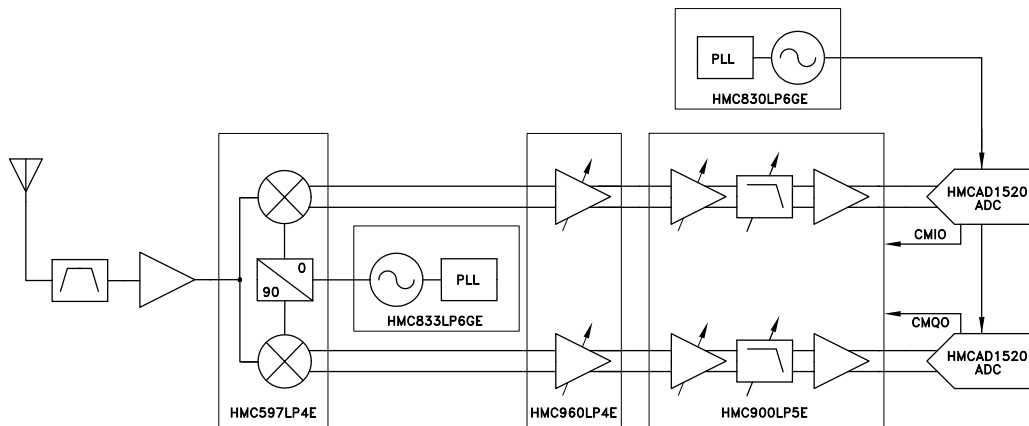 PLL
HMC830LP6GE
HMCAD1520
ADC
CMIO
0
90
PLL
HMC833LP6GE
CMQO
HMCAD1520
ADC
HMC597LP4E
HMC960LP4E
HMC900LP5E